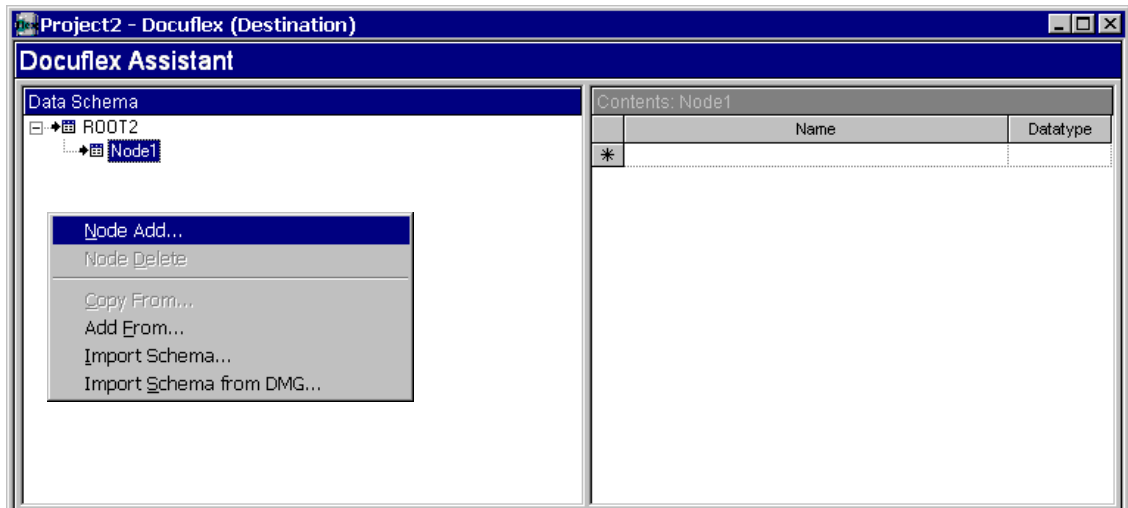 Project2 - Docuflex (Destination)
Docuflex Assistant
Data Schema
ROOT2
Node1
Node Add...
Node Delete
Copy From...
Add From...
Import Schema...
Import Schema from DMG...
Contents: Node1
Name Datatype